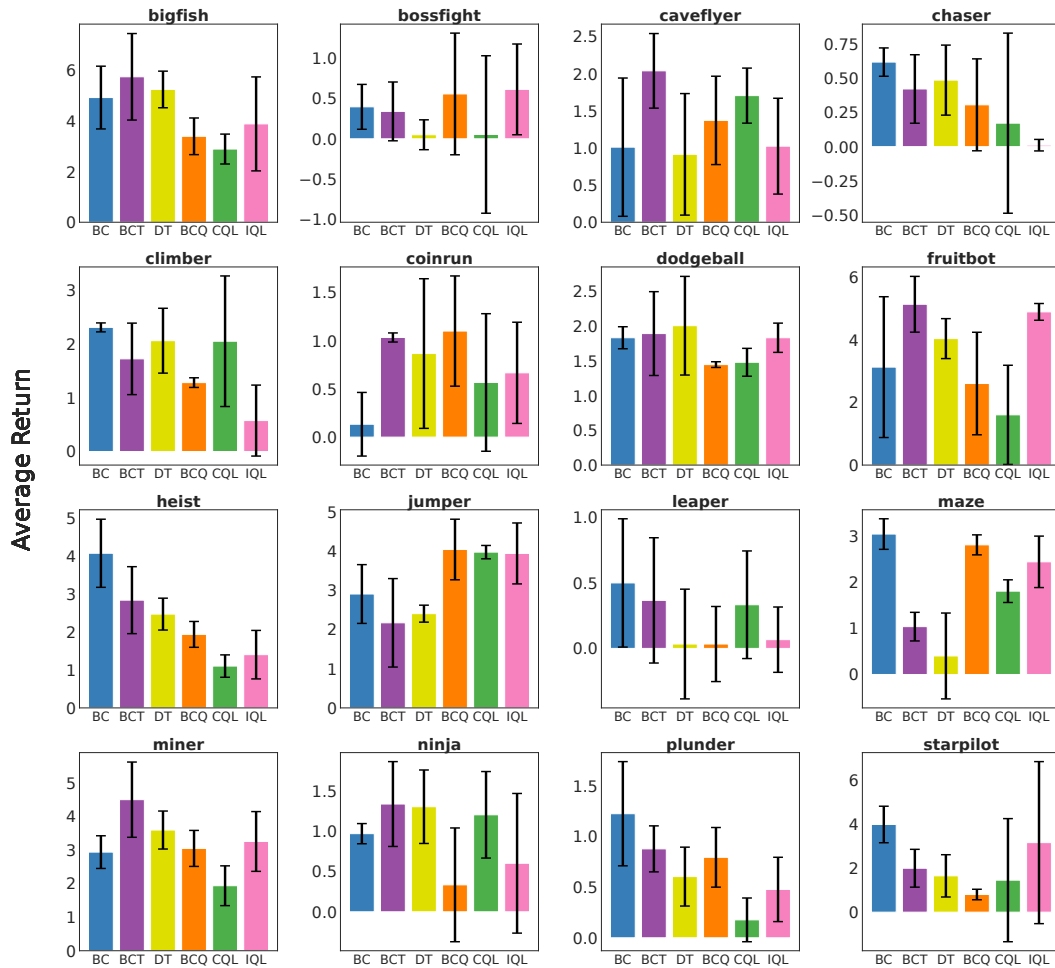 Average Return
bigfish bossfight caveflyer chaser
6 4 2 0
1.0 0.5 0.0 −0.5 −1.0
2.5 2.0 1.5 1.0 0.5 0.0
0.75 0.50 0.25 0.00 −0.25 −0.50
BC BCT DT BCQ CQL IQL BC BCT DT BCQ CQL IQL BC BCT DT BCQ CQL IQL BC BCT DT BCQ CQL IQL
climber coinrun dodgeball fruitbot
3 2 1 0
1.5 1.0 0.5 0.0
2.5 2.0 1.5 1.0 0.5 0.0
6 4 2 0
BC BCT DT BCQ CQL IQL BC BCT DT BCQ CQL IQL BC BCT DT BCQ CQL IQL BC BCT DT BCQ CQL IQL
heist jumper leaper maze
5 4 3 2 1 0
5 4 3 2 1 0
1.0 0.5 0.0
3 2 1 0
BC BCT DT BCQ CQL IQL BC BCT DT BCQ CQL IQL BC BCT DT BCQ CQL IQL BC BCT DT BCQ CQL IQL
miner ninja plunder starpilot
5 4 3 2 1 0
1.5 1.0 0.5 0.0
1.5 1.0 0.5 0.0
6 4 2 0
BC BCT DT BCQ CQL IQL BC BCT DT BCQ CQL IQL BC BCT DT BCQ CQL IQL BC BCT DT BCQ CQL IQL